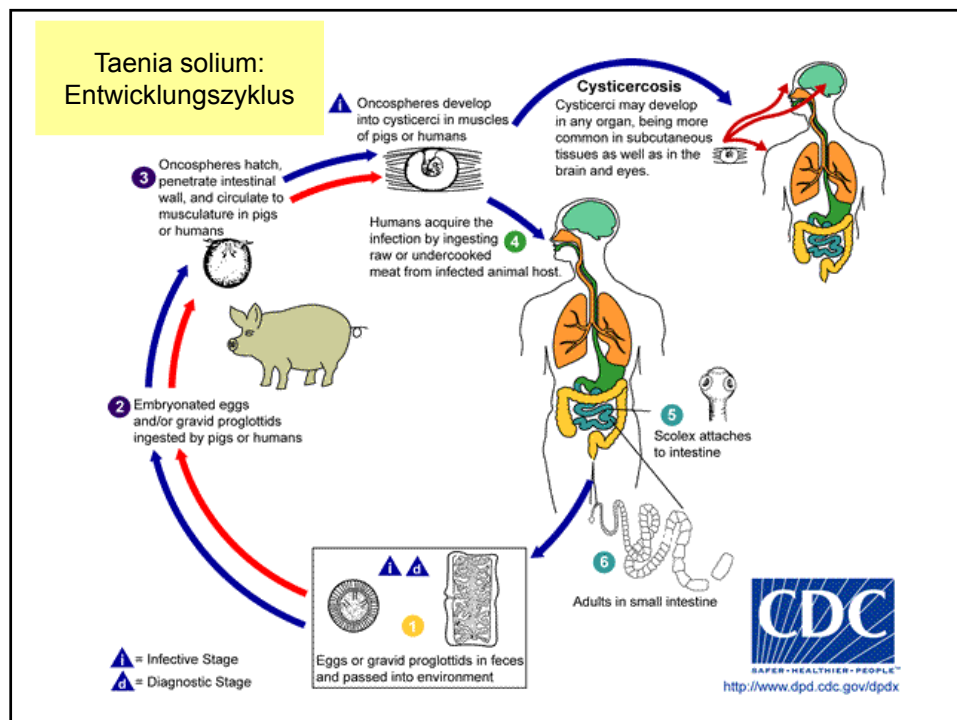 Taenia solium:
Entwicklungszyklus
i
Oncospheres develop
into cysticerci in muscles
of pigs or humans
Cysticercosis
Cysticerci may develop
in any organ, being more
common in subcutaneous
tissues as well as in the
brain and eyes.
3
Oncospheres hatch,
penetrate intestinal
wall, and circulate to
musculature in pigs
or humans
Humans acquire the
infection by ingesting
raw or undercooked
meat from infected animal host.
4
2
Embryonated eggs
and/or gravid proglottids
ingested by pigs or humans
5
Scolex attaches
to intestine
6
Adults in small intestine
i d
1
Eggs or gravid proglottids in feces
and passed into environment
i = Infective Stage
d = Diagnostic Stage
CDC
SAFER • HEALTHIER • PEOPLE™
http://www.dpd.cdc.gov/dpdx